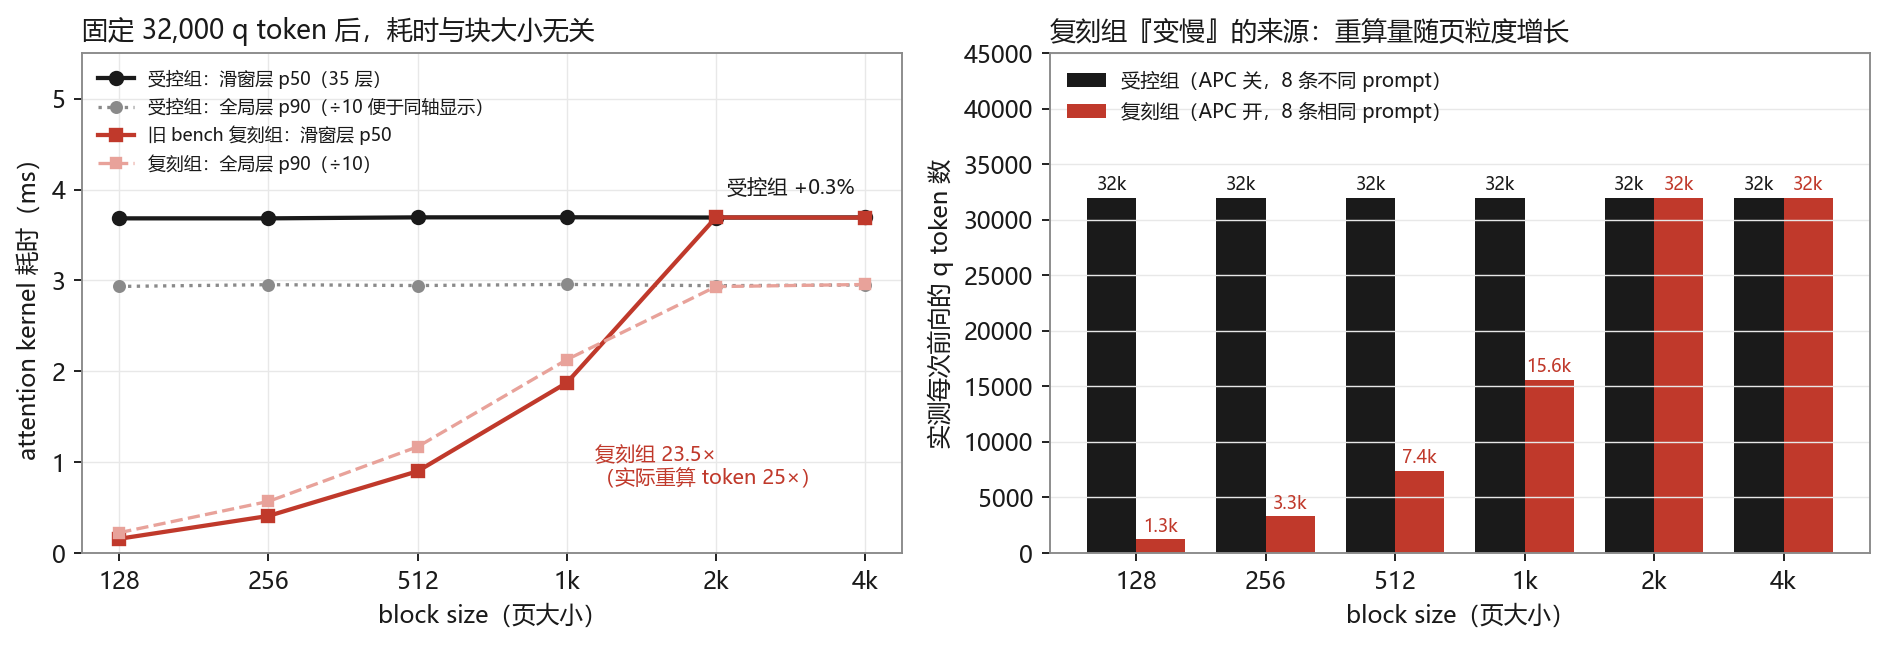 固定 32,000 q token 后，耗时与块大小无关
受控组：滑窗层 p50（35 层）
受控组：全局层 p90（÷10 便于同轴显示）
旧 bench 复刻组：滑窗层 p50
复刻组：全局层 p90（÷10）
受控组 +0.3%
复刻组 23.5×
（实际重算 token 25×）
attention kernel 耗时（ms）
5
4
3
2
1
0
128 256 512 1k 2k 4k
block size（页大小）
复刻组『变慢』的来源：重算量随页粒度增长
受控组（APC 关，8 条不同 prompt）
复刻组（APC 开，8 条相同 prompt）
实测每次前向的 q token 数
45000
40000
35000
30000
25000
20000
15000
10000
5000
0
32k 32k 32k 32k 32k 32k 32k 32k
15.6k
7.4k
3.3k
1.3k
128 256 512 1k 2k 4k
block size（页大小）